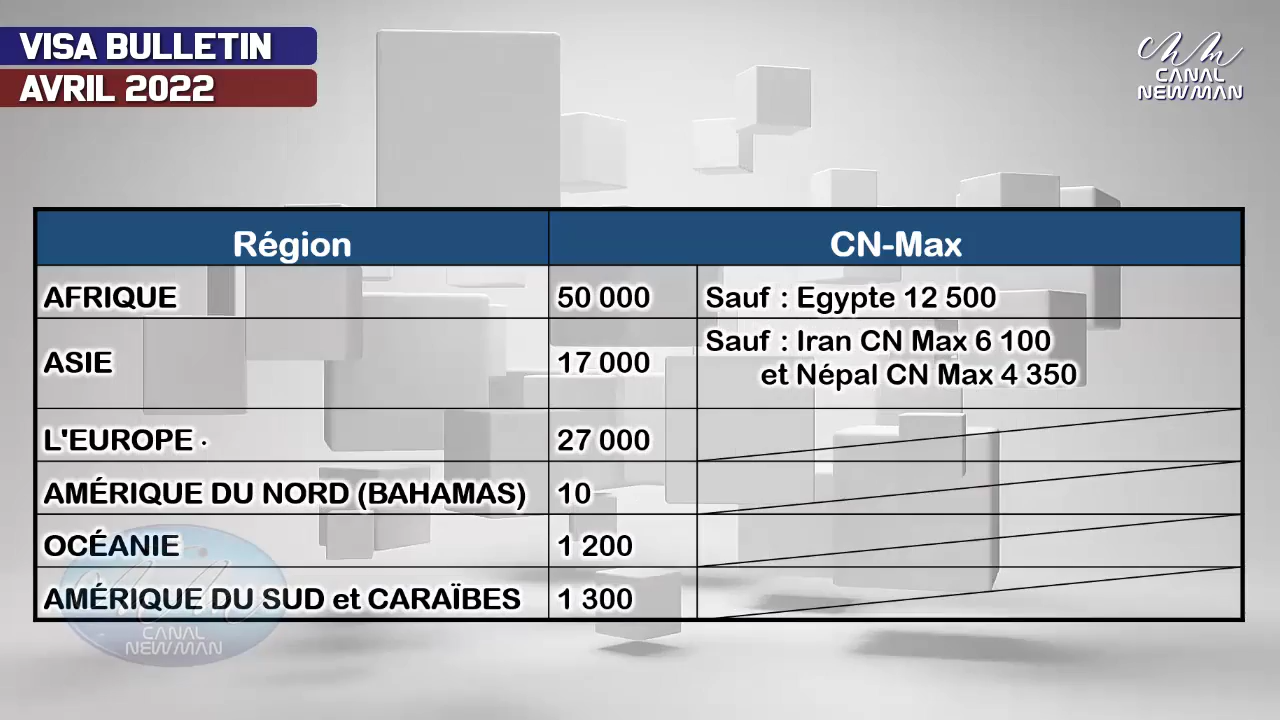 VISA BULLETIN
AVRIL 2022
CANAL
NEWMAN
Région CN-Max
AFRIQUE 50 000 Sauf : Egypte 12 500
ASIE 17 000 Sauf : Iran CN Max 6 100
et Népal CN Max 4 350
L'EUROPE · 27 000
AMÉRIQUE DU NORD (BAHAMAS) 10
OCÉANIE 1 200
AMÉRIQUE DU SUD et CARAÏBES 1 300
CANAL
NEWMAN